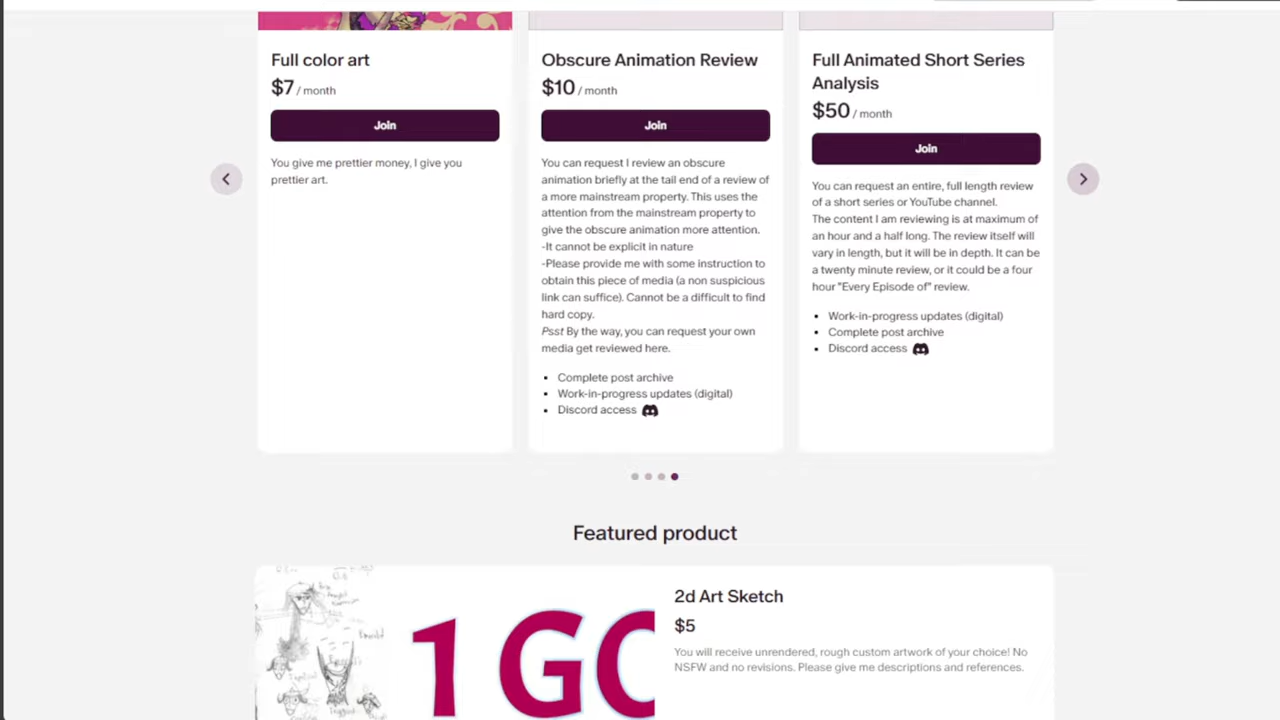 Full color art
$7 / month
Join
You give me prettier money, I give you
prettier art.
Obscure Animation Review
$10 / month
Join
You can request I review an obscure
animation briefly at the tail end of a review of
a more mainstream property. This uses the
attention from the mainstream property to
give the obscure animation more attention.
-It cannot be explicit in nature
-Please provide me with some instruction to
obtain this piece of media (a non suspicious
link can suffice). Cannot be a difficult to find
hard copy.
Psst By the way, you can request your own
media get reviewed here.
• Complete post archive
• Work-in-progress updates (digital)
• Discord access
Full Animated Short Series
Analysis
$50 / month
Join
You can request an entire, full length review
of a short series or YouTube channel.
The content I am reviewing is at maximum of
an hour and a half long. The review itself will
vary in length, but it will be in depth. It can be
a twenty minute review, or it could be a four
hour "Every Episode of" review.
• Work-in-progress updates (digital)
• Complete post archive
• Discord access
Featured product
1 GO
2d Art Sketch
$5
You will receive unrendered, rough custom artwork of your choice! No
NSFW and no revisions. Please give me descriptions and references.